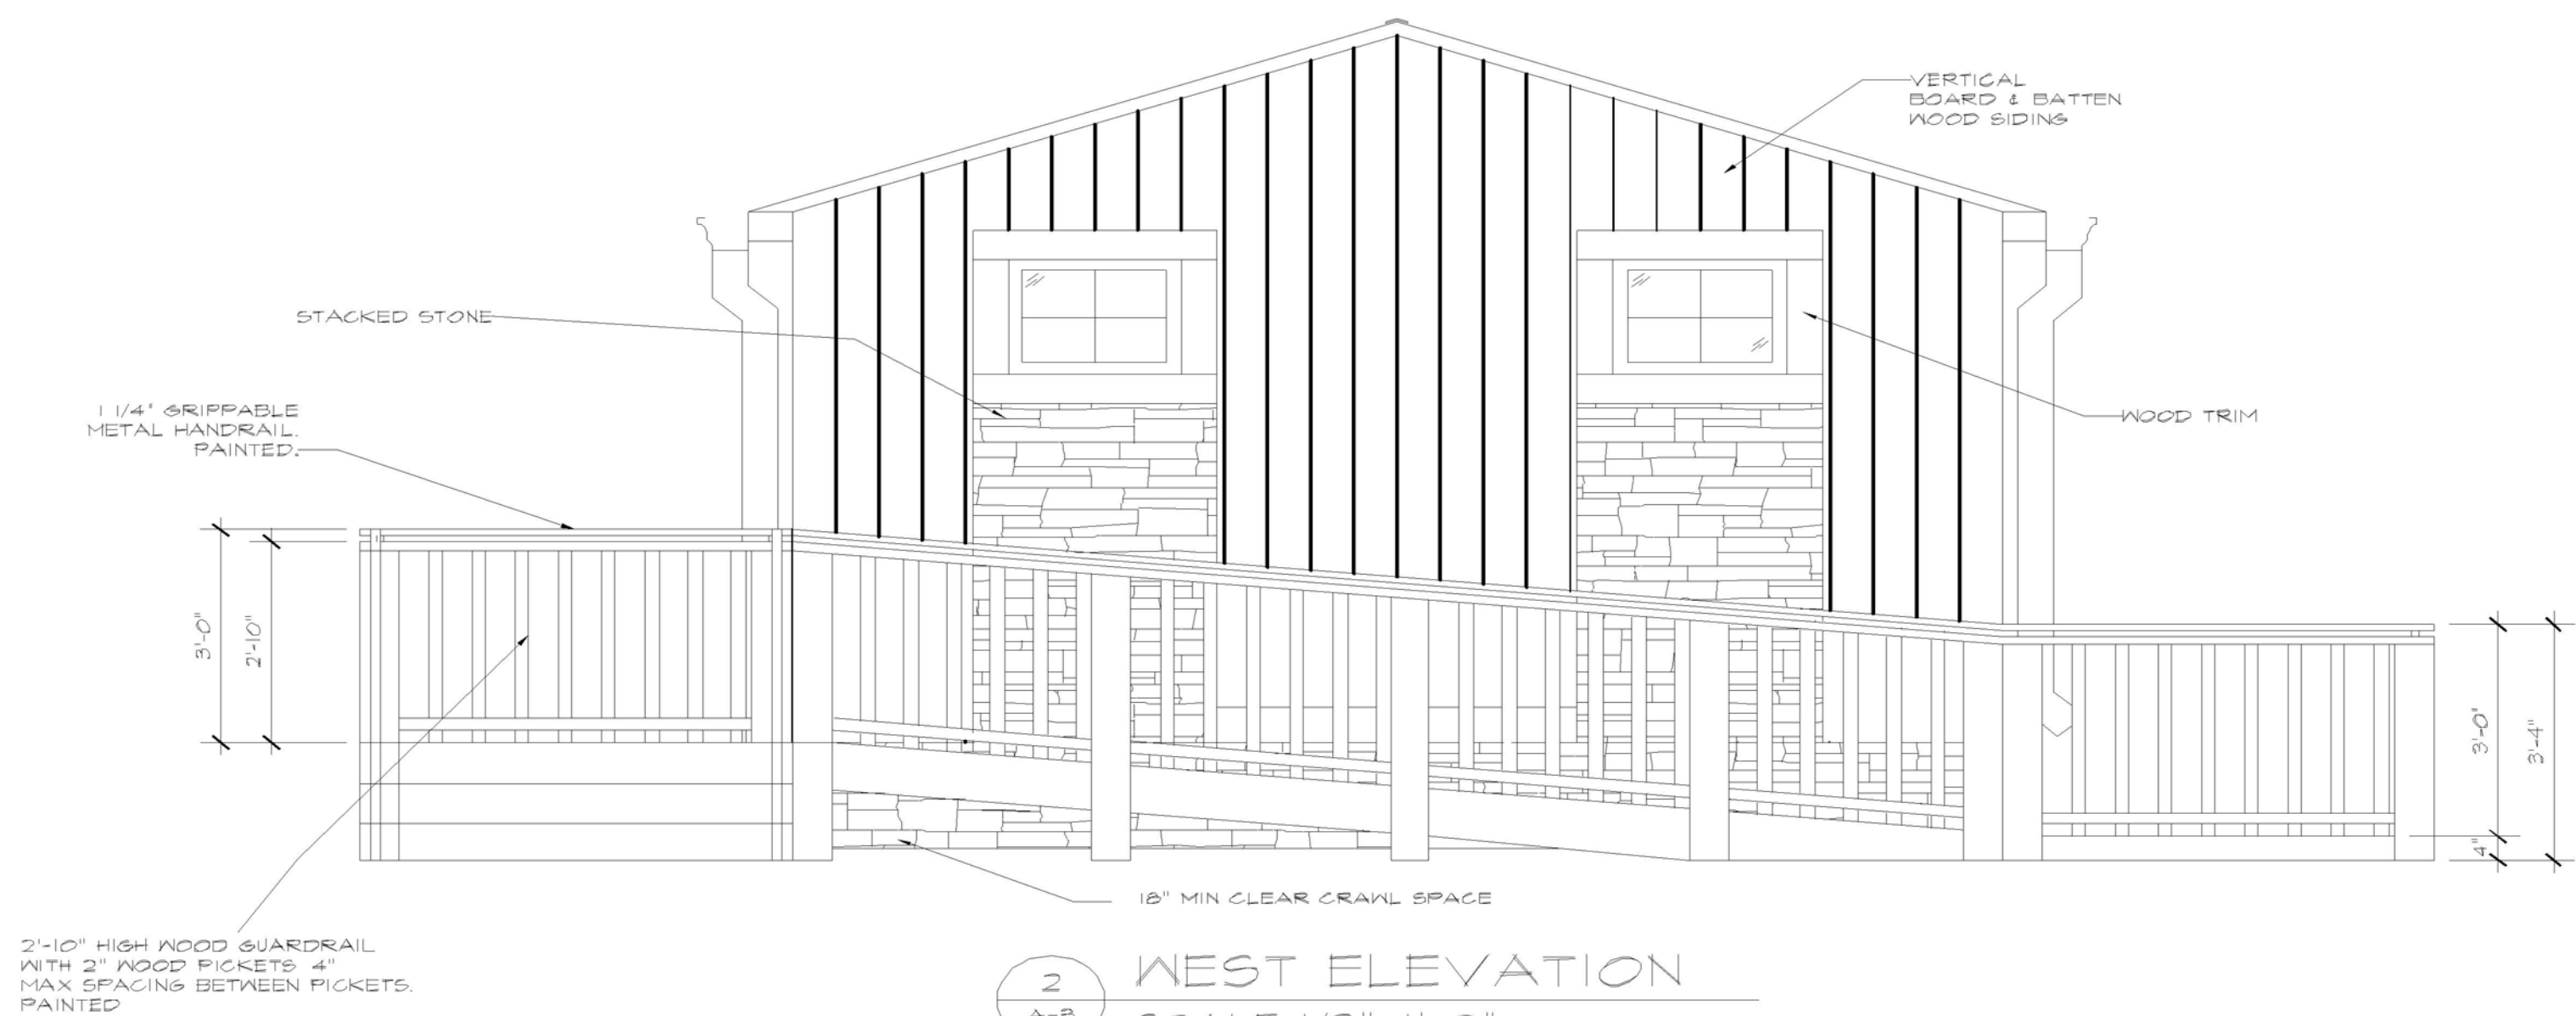 VERTICAL
BOARD & BATTEN
WOOD SIDING
STACKED STONE
1 1/4" GRIPPABLE
METAL HANDRAIL.
PAINTED.
WOOD TRIM
3'-0"
2'-10"
3'-0"
3'-4"
4"
18" MIN CLEAR CRAWL SPACE
2'-10" HIGH WOOD GUARDRAIL
WITH 2" WOOD PICKETS 4"
MAX SPACING BETWEEN PICKETS.
PAINTED
2
WEST ELEVATION